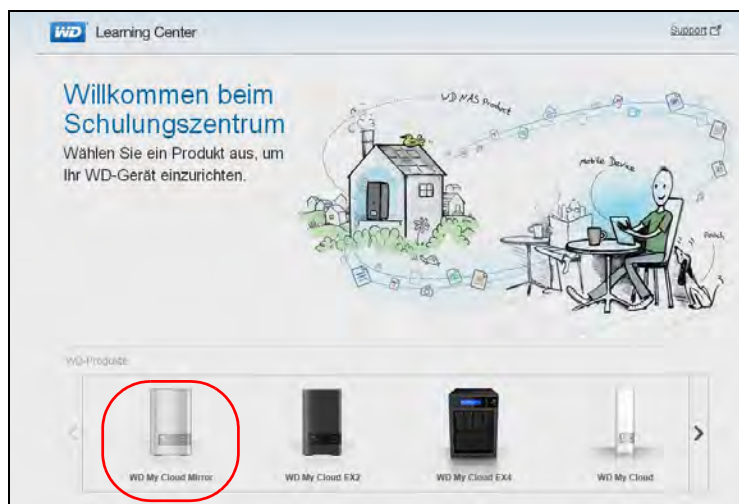 WD Learning Center
Support
Willkommen beim
Schulungszentrum
Wählen Sie ein Produkt aus, um
Ihr WD-Gerät einzurichten.
WD NAS Product
mobile Device
Pooch
WD-Produkte
WD My Cloud Mirror
WD My Cloud EX2
WD My Cloud EX4
WD My Cloud